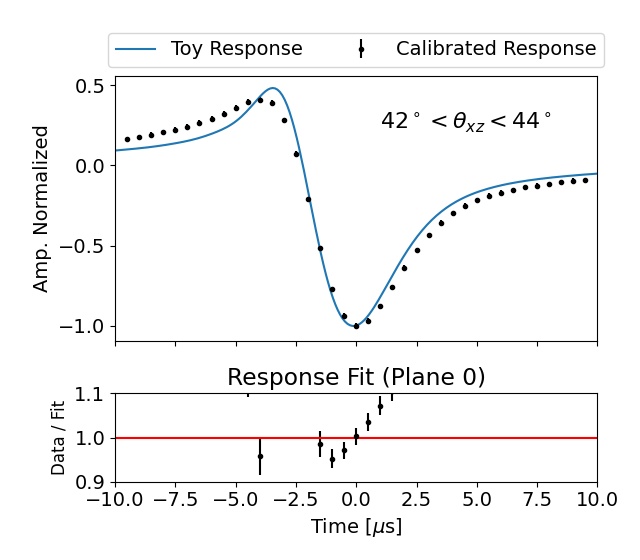 Toy Response Calibrated Response
0.5
0.0
−0.5
−1.0
Amp. Normalized
42° < θxz < 44°
Response Fit (Plane 0)
1.1
1.0
0.9
Data / Fit
−10.0 −7.5 −5.0 −2.5 0.0 2.5 5.0 7.5 10.0
Time [μs]